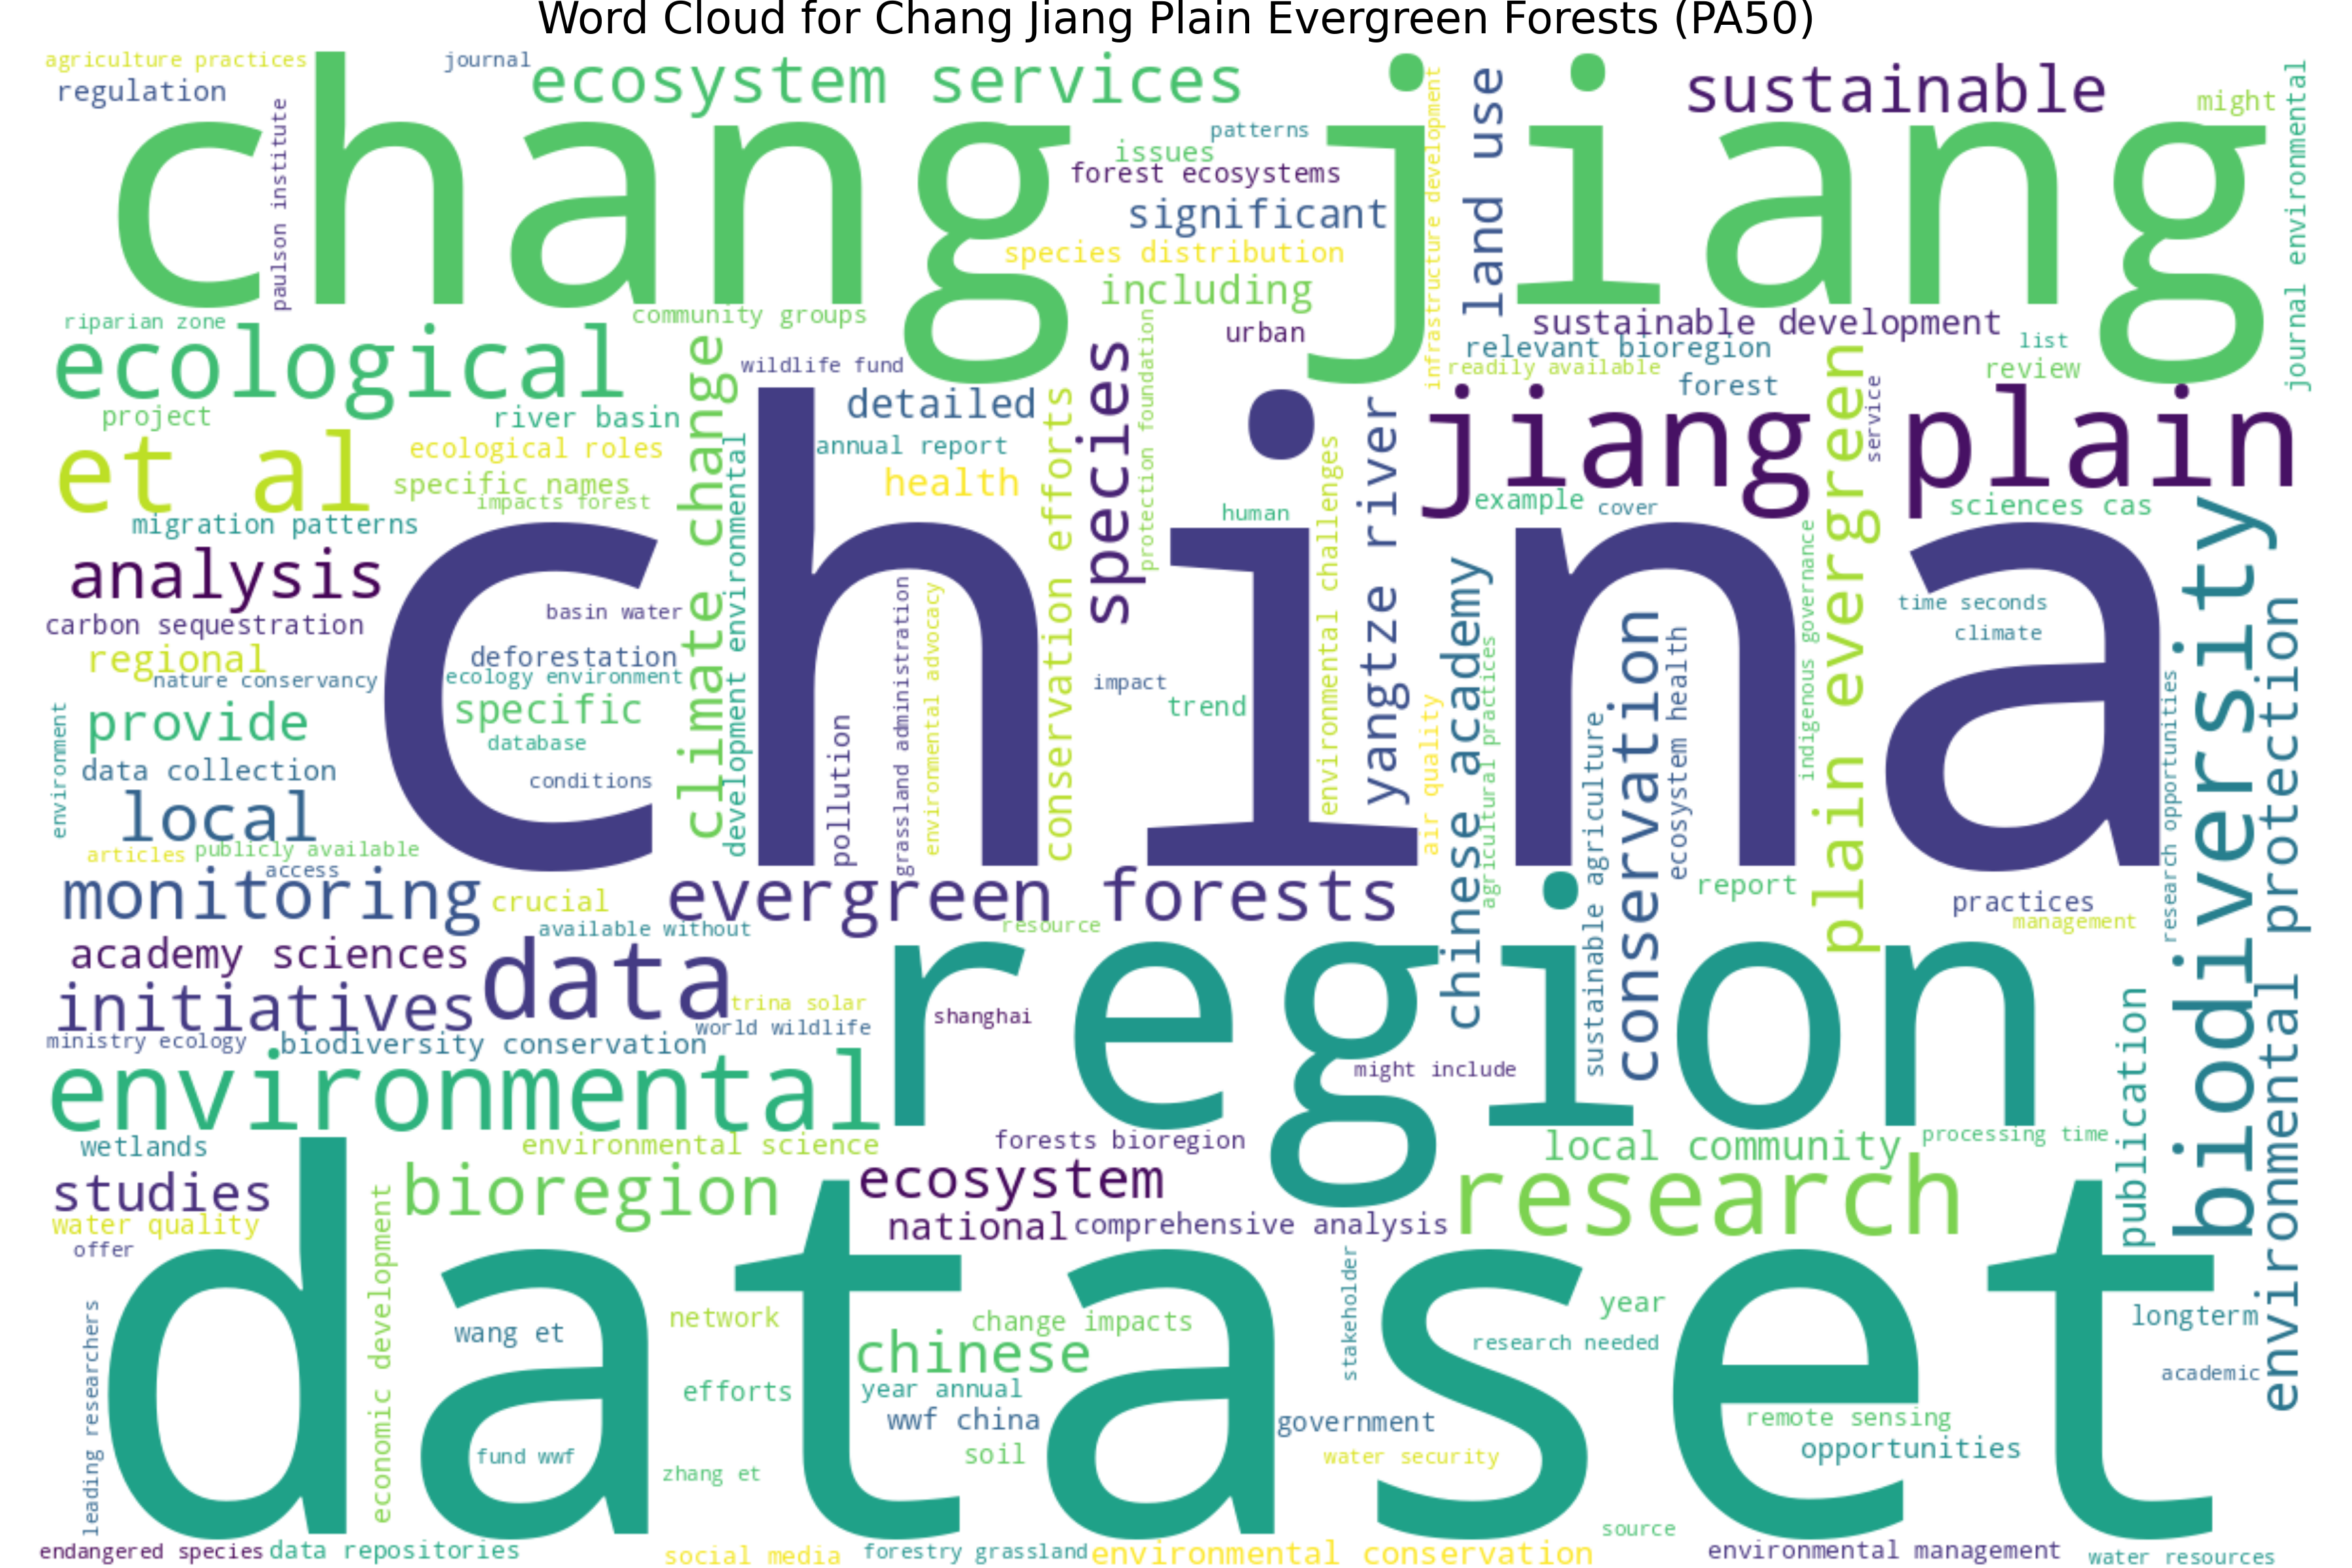 Word Cloud for Chang Jiang Plain Evergreen Forests (PA50)
agriculture practices
journal
ecosystem services
regulation
sustainable
might
chang jiang
paulson institute
patterns
issues
forest ecosystems
significant
species distribution
including
infrastructure development
land use
journal environmental
riparian zone
community groups
urban
sustainable development
ecological
wildlife fund
relevant bioregion
list
readily available
review
forest
project
river basin
detailed
species
protection foundation
jiang plain
service
et al
ecological roles
annual report
specific names
health
impacts forest
climate change
development environmental
conservation efforts
human
environmental challenges
yangtze river
example
cover
sciences cas
migration patterns
china
analysis
carbon sequestration
basin water
regional
deforestation
nature conservancy
ecology environment
provide
specific
database
environment
data collection
conditions
local
pollution
grassland administration
environmental advocacy
impact
trend
air quality
chinese academy
agricultural practices
sustainable agriculture
conservation
ecosystem health
indigenous governance
plain evergreen
time seconds
climate
research opportunities
biodiversity
environmental protection
articles
publicly available
access
monitoring
crucial
evergreen forests
report
practices
management
available without
resource
academy sciences
data
region
initiatives
trina solar
shanghai
world wildlife
ministry ecology
biodiversity conservation
might include
environmental
publication
wetlands
environmental science
forests bioregion
local community
processing time
studies
bioregion
ecosystem
research
water quality
national
comprehensive analysis
offer
dataset
leading researchers
economic development
wang et
network
change impacts
stakeholder
year
longterm
chinese
research needed
efforts
year annual
academic
wwf china
government
remote sensing
fund wwf
soil
water security
opportunities
zhang et
source
endangered species
data repositories
social media
forestry grassland
environmental conservation
environmental management
water resources